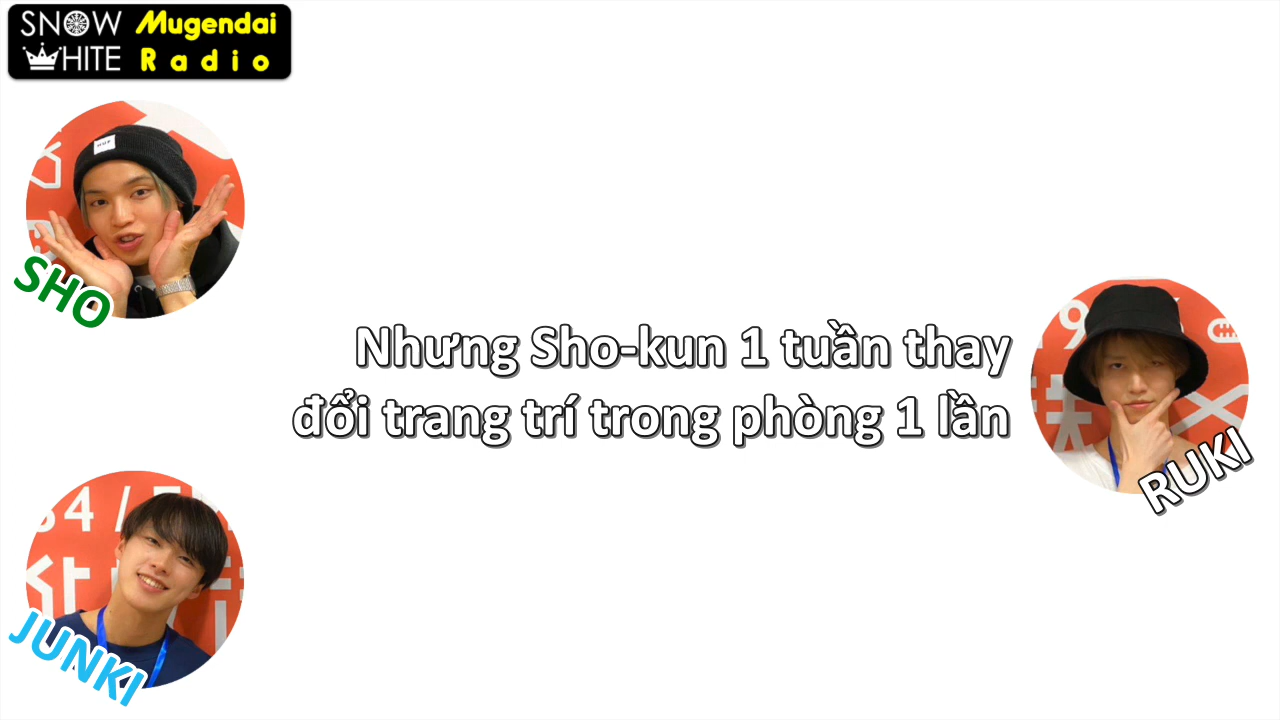 SNOW WHITE
Mugendai Radio
SHO
Nhưng Sho-kun 1 tuần thay
đổi trang trí trong phòng 1 lần
RUKI
JUNKI